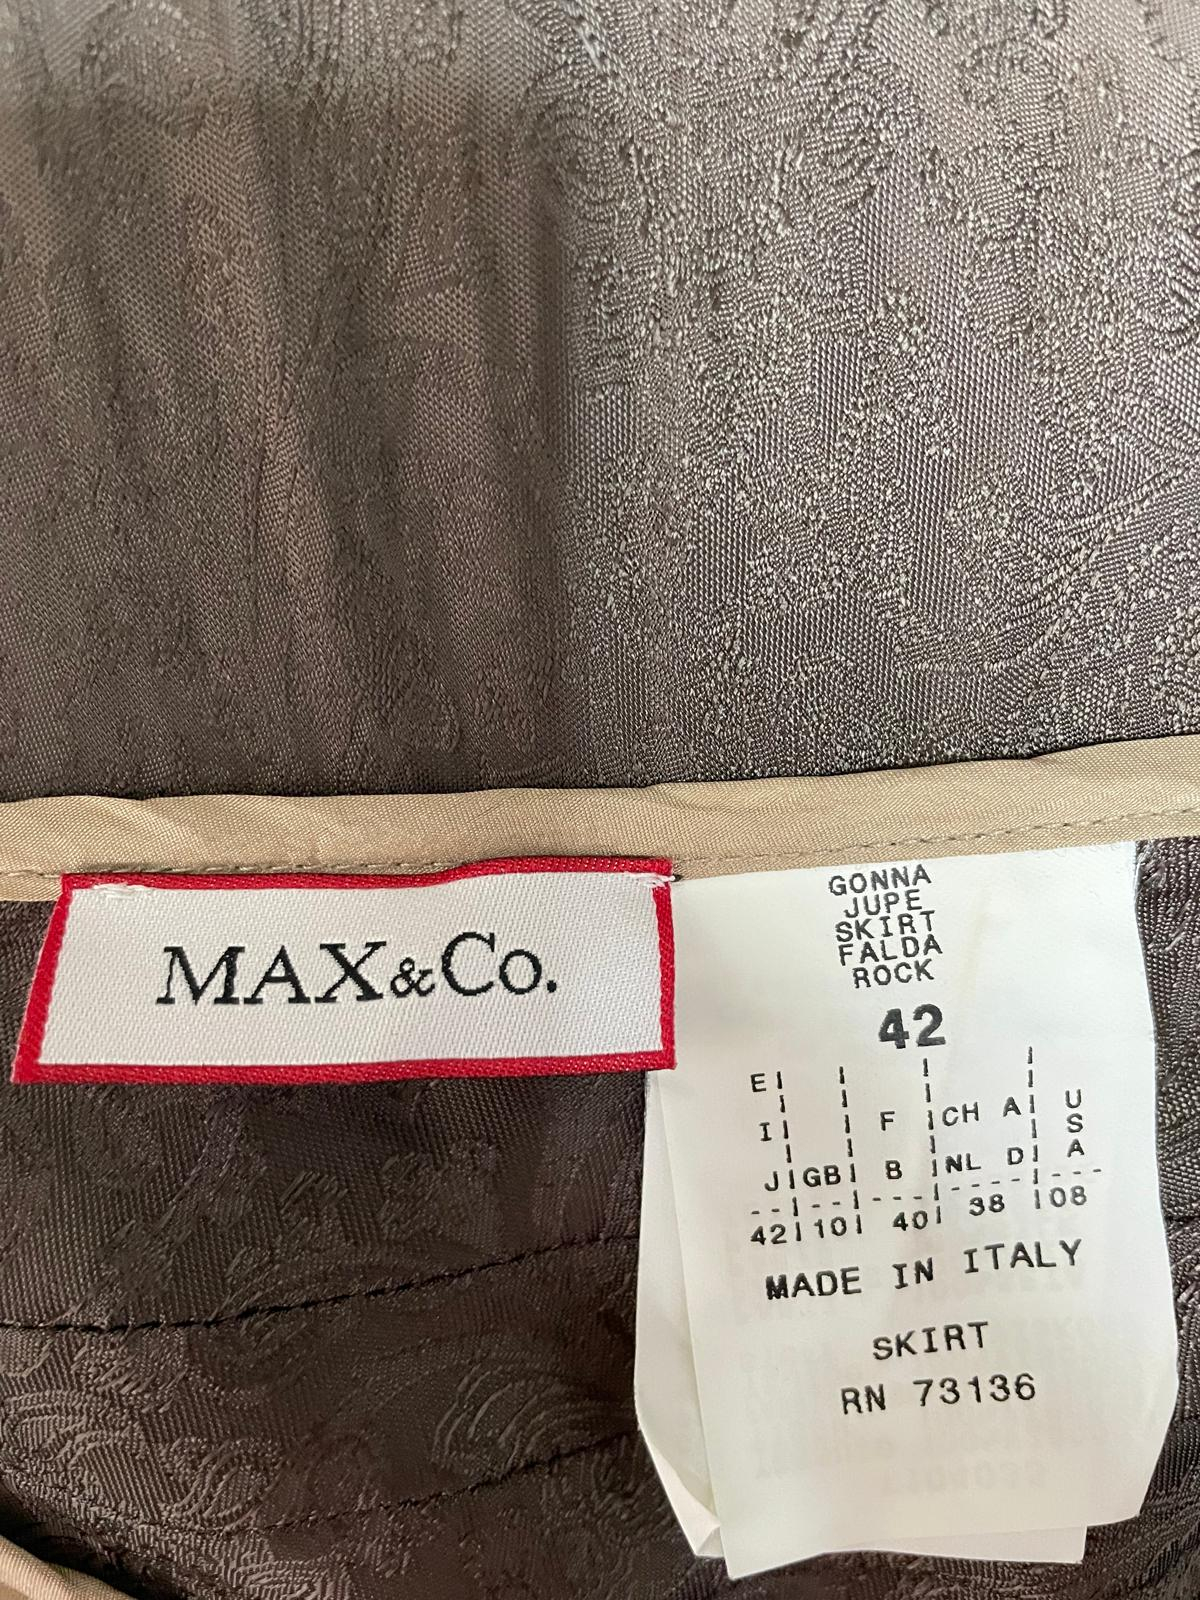 MAX&Co.
GONNA
JUPE
SKIRT
FALDA
ROCK
42
E
I F CH A USA
J GB B NL D
42 10 40 38 08
MADE IN ITALY
SKIRT
RN 73136